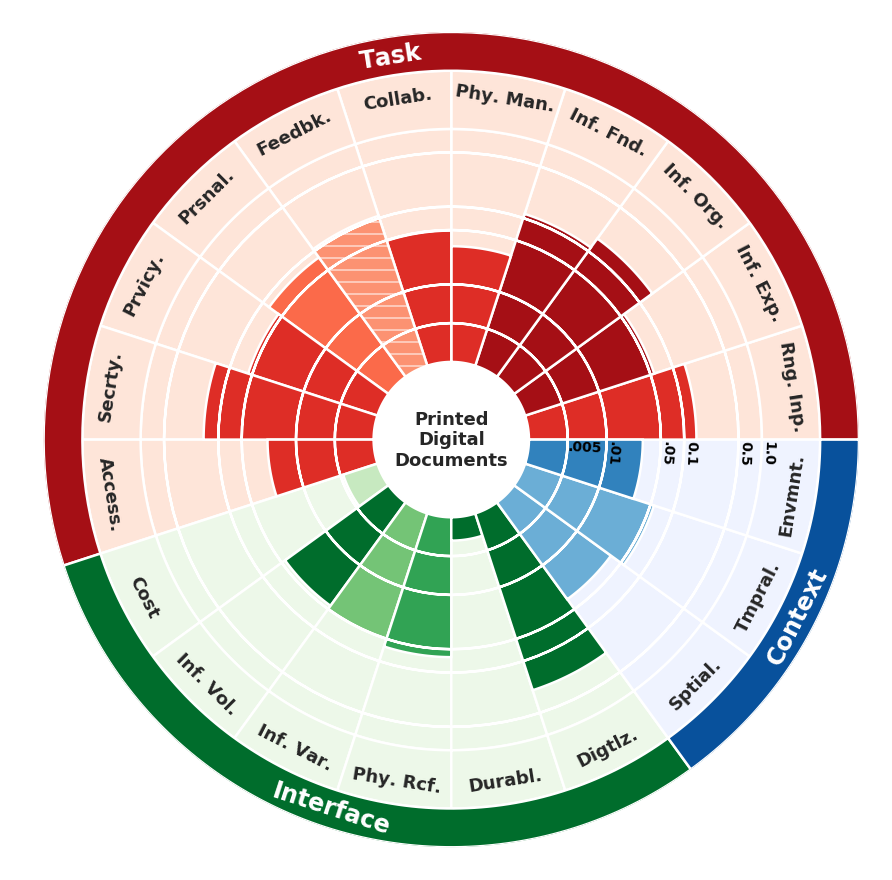 Task
Collab.
Phy. Man.
Feedbk.
Inf. Fnd.
Prsnal.
Inf. Org.
Prvicy.
Inf. Exp.
Secrty.
Rng. Inp.
Printed
Digital
Documents
.005
.01
.05
0.1
0.5
1.0
Access.
Envmnt.
Cost
Tmpral.
Context
Inf. Vol.
Sptial.
Inf. Var.
Digtlz.
Phy. Rcf.
Durabl.
Interface